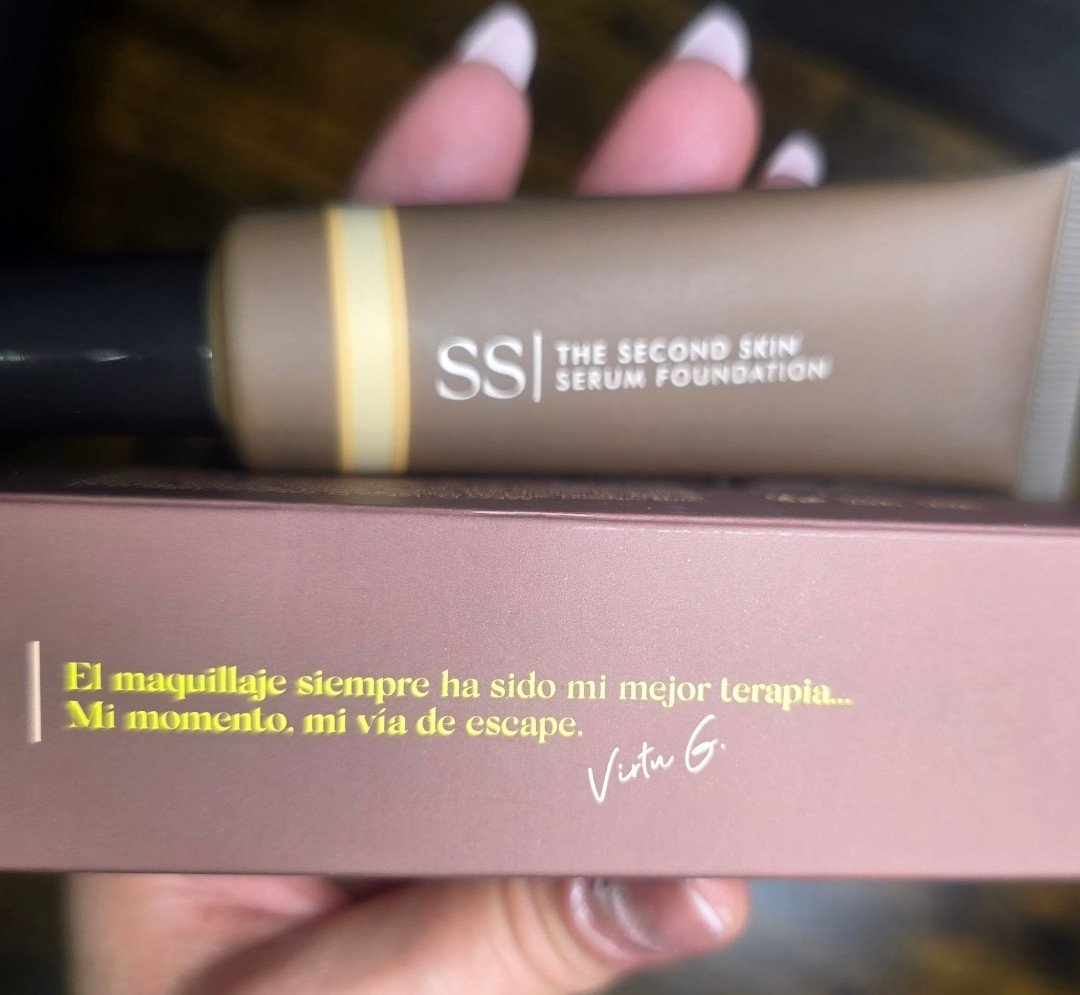 SS
THE SECOND SKIN
SERUM FOUNDATION
El maquillaje siempre ha sido mi mejor terapia...
Mi momento, mi vía de escape.
Virtu G.